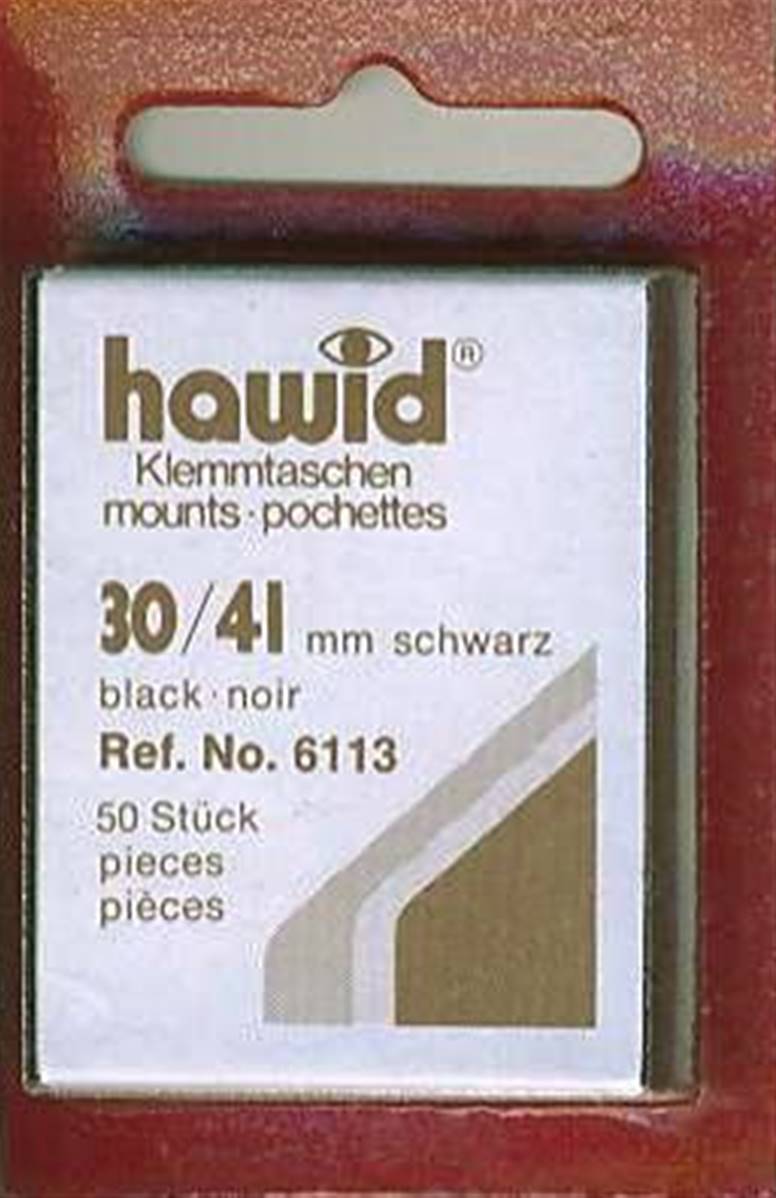 hawid®
Klemmtaschen
mounts·pochettes
30/41 mm schwarz
black·noir
Ref. No. 6113
50 Stück
pieces
pièces